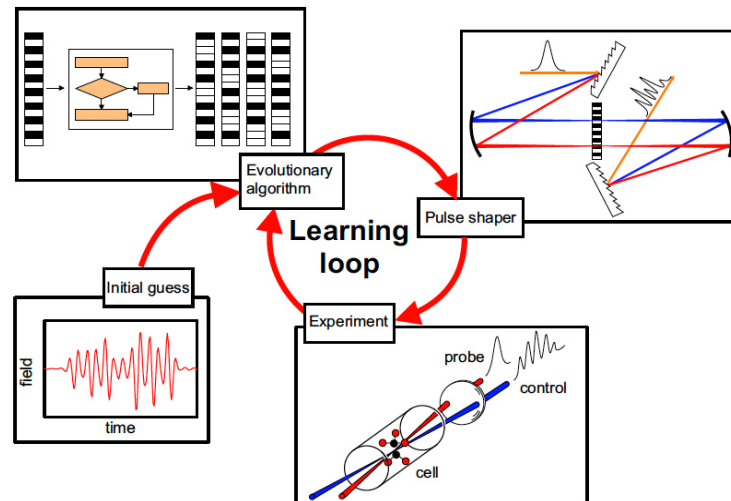 Evolutionary
algorithm
Pulse shaper
Learning
loop
Initial guess
Experiment
field
time
probe
control
cell